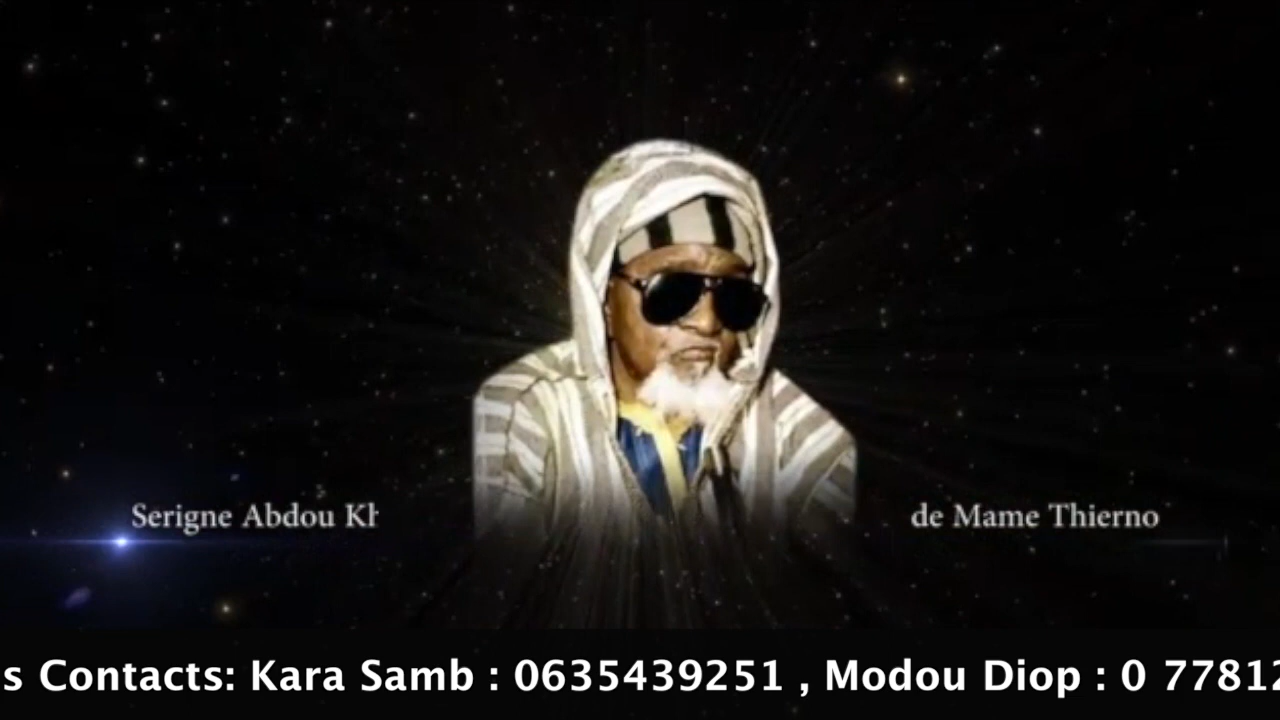 Serigne Abdou Kh de Mame Thierno
s Contacts: Kara Samb : 0635439251 , Modou Diop : 0 77812